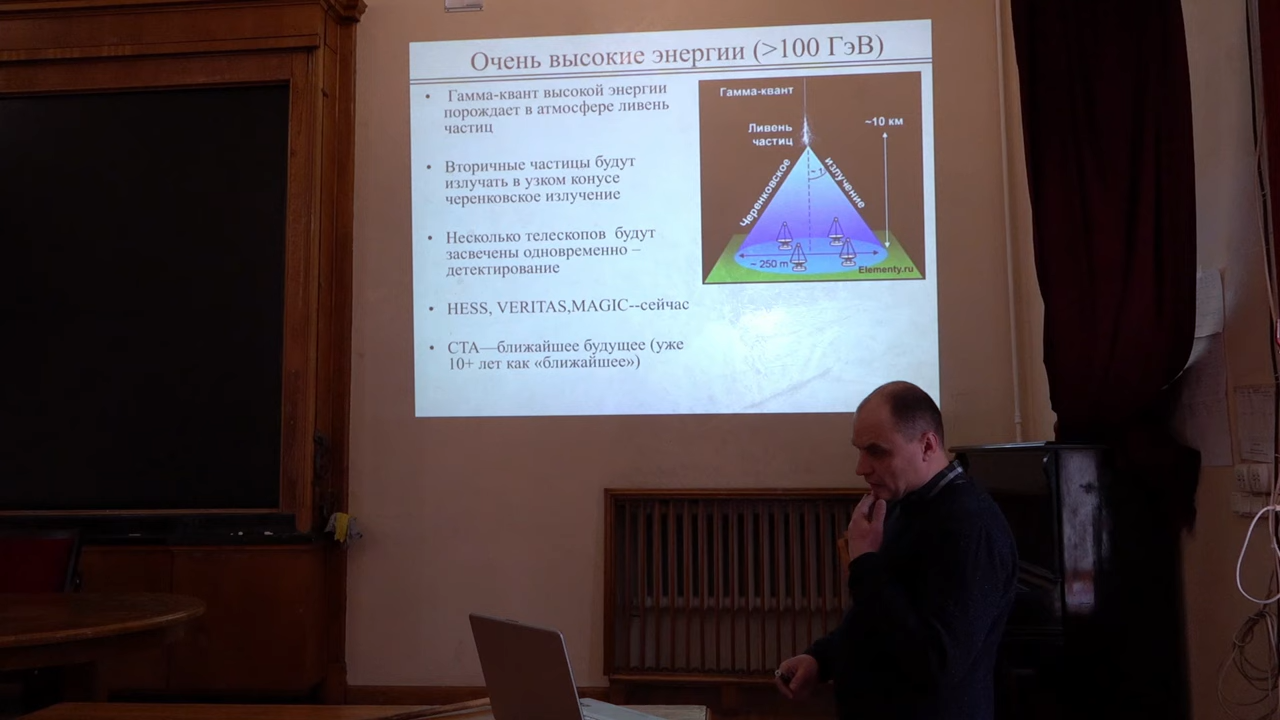 Очень высокие энергии (>100 ГэВ)
• Гамма-квант высокой энергии
порождает в атмосфере ливень
частиц
• Вторичные частицы будут
излучать в узком конусе
черенковское излучение
• Несколько телескопов будут
засвечены одновременно –
детектирование
• HESS, VERITAS,MAGIC--сейчас
• CTA—ближайшее будущее (уже
10+ лет как «ближайшее»)
Гамма-квант
Ливень
частиц
~10 км
Черенковское
излучение
~ 250 m
Elementy.ru